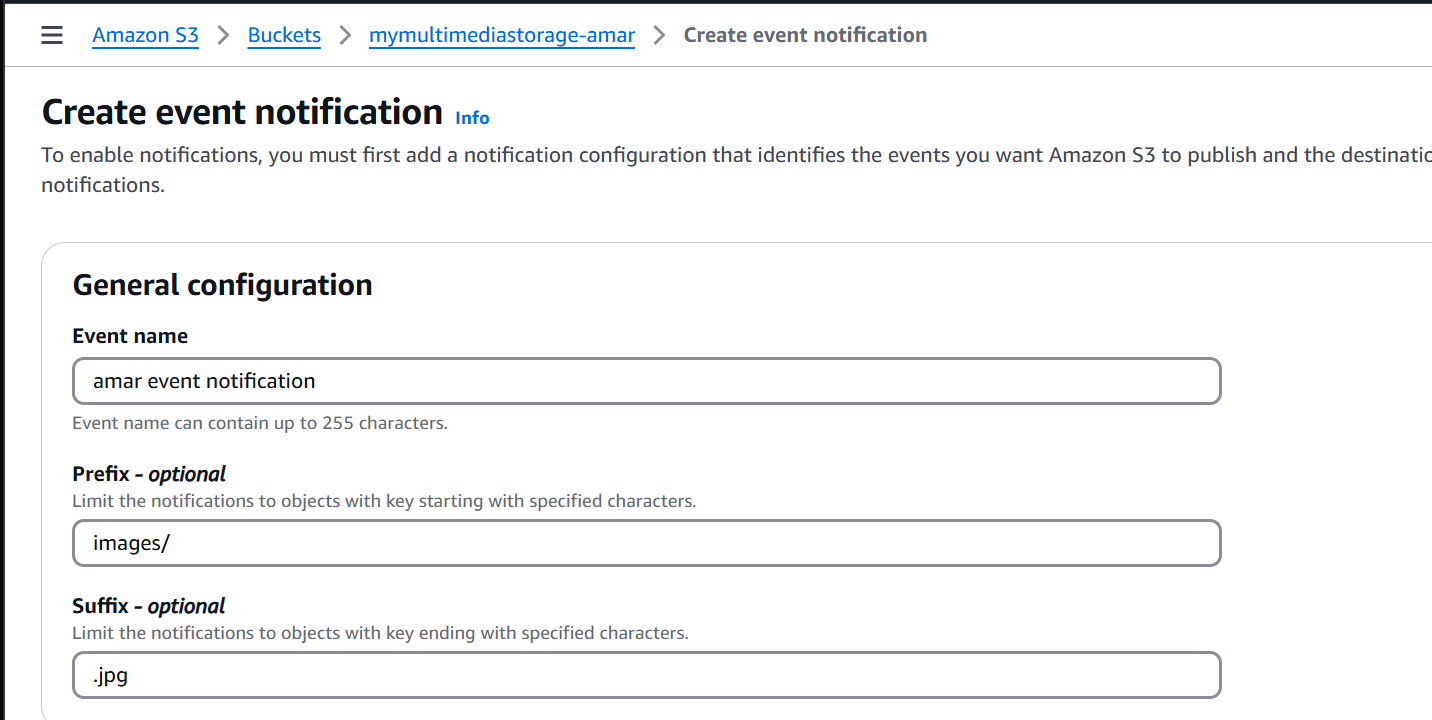 Amazon S3 > Buckets > mymultimediastorage-amar > Create event notification
Create event notification Info
To enable notifications, you must first add a notification configuration that identifies the events you want Amazon S3 to publish and the
notifications.
General configuration
Event name
amar event notification
Event name can contain up to 255 characters.
Prefix - optional
Limit the notifications to objects with key starting with specified characters.
images/
Suffix - optional
Limit the notifications to objects with key ending with specified characters.
.jpg